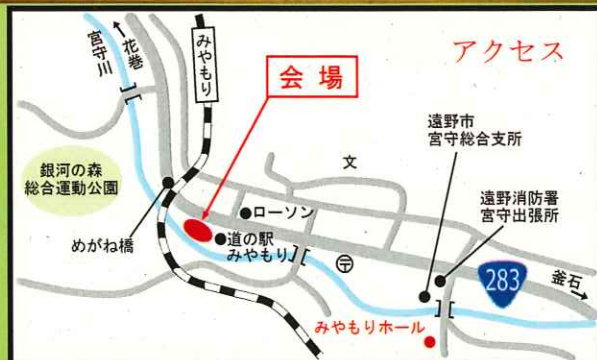 アクセス
花巻
宮守川
みやもり
会場
遠野市
宮守総合支所
文
遠野消防署
宮守出張所
銀河の森
総合運動公園
ローソン
めがね橋
道の駅
みやもり
〒
283
釜石
みやもりホール